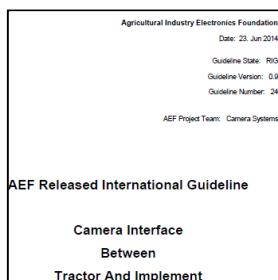 Agricultural Industry Electronics Foundation
Date: 23. Jun 2014
Guideline State: RIG
Guideline Version: 0.9
Guideline Number: 24
AEF Project Team: Camera Systems
AEF Released International Guideline
Camera Interface
Between
Tractor And Implement